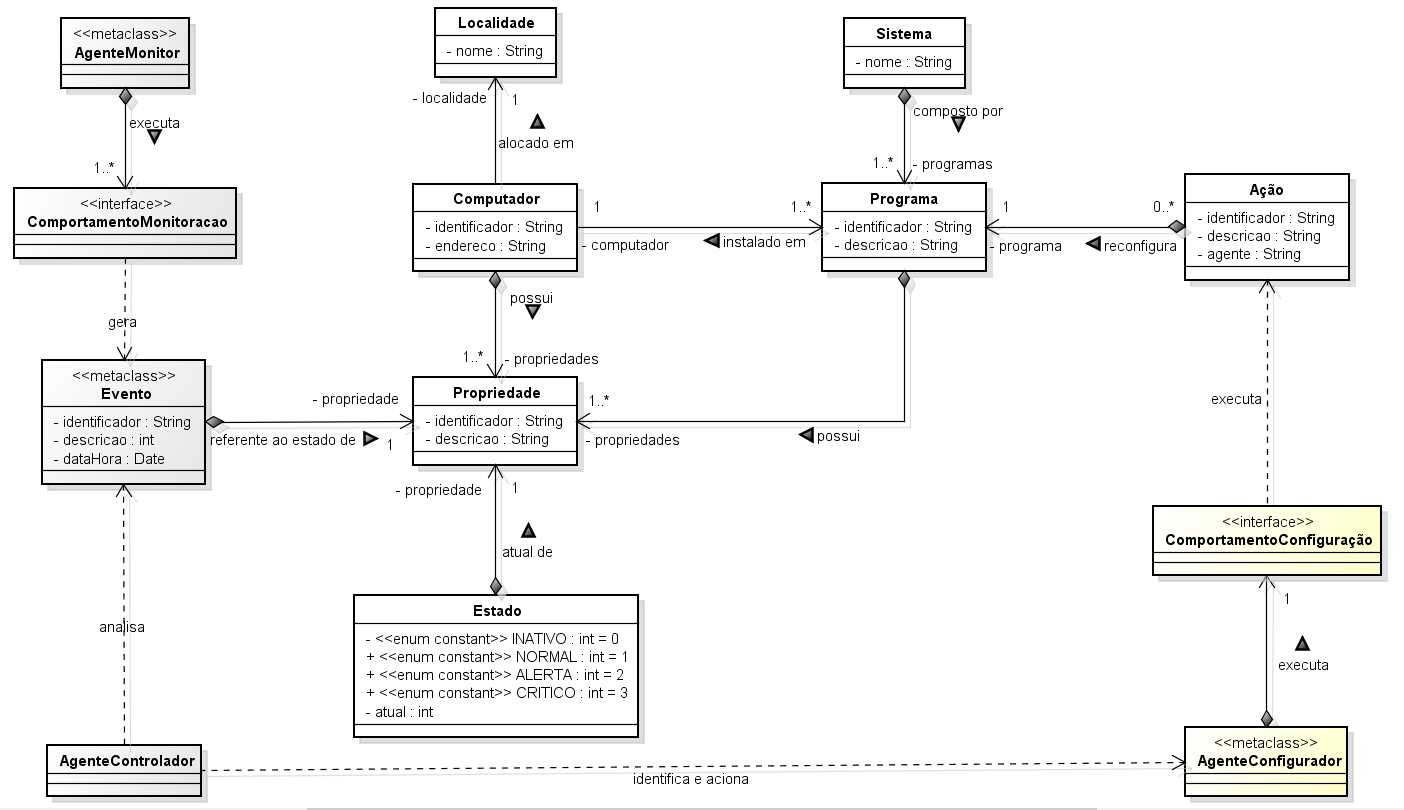 <<metaclass>>
AgenteMonitor
executa
1..*
<<interface>>
ComportamentoMonitoracao
gera
<<metaclass>>
Evento
- identificador : String
- descricao : int
- dataHora : Date
- propriedade
referente ao estado de
1
analisa
AgenteControlador
Localidade
- nome : String
- localidade
1
alocado em
Computador
- identificador : String
- endereco : String
1
- computador
1..*
instalado em
possui
1..*
- propriedades
Propriedade
- identificador : String
- descricao : String
1..*
- propriedades
possui
- propriedade
1
atual de
Estado
- <<enum constant>> INATIVO : int = 0
+ <<enum constant>> NORMAL : int = 1
+ <<enum constant>> ALERTA : int = 2
+ <<enum constant>> CRITICO : int = 3
- atual : int
Sistema
- nome : String
composto por
1..*
- programas
Programa
- identificador : String
- descricao : String
1
- programa
0..*
reconfigura
Ação
- identificador : String
- descricao : String
- agente : String
executa
<<interface>>
ComportamentoConfiguração
1
executa
<<metaclass>>
AgenteConfigurador
identifica e aciona